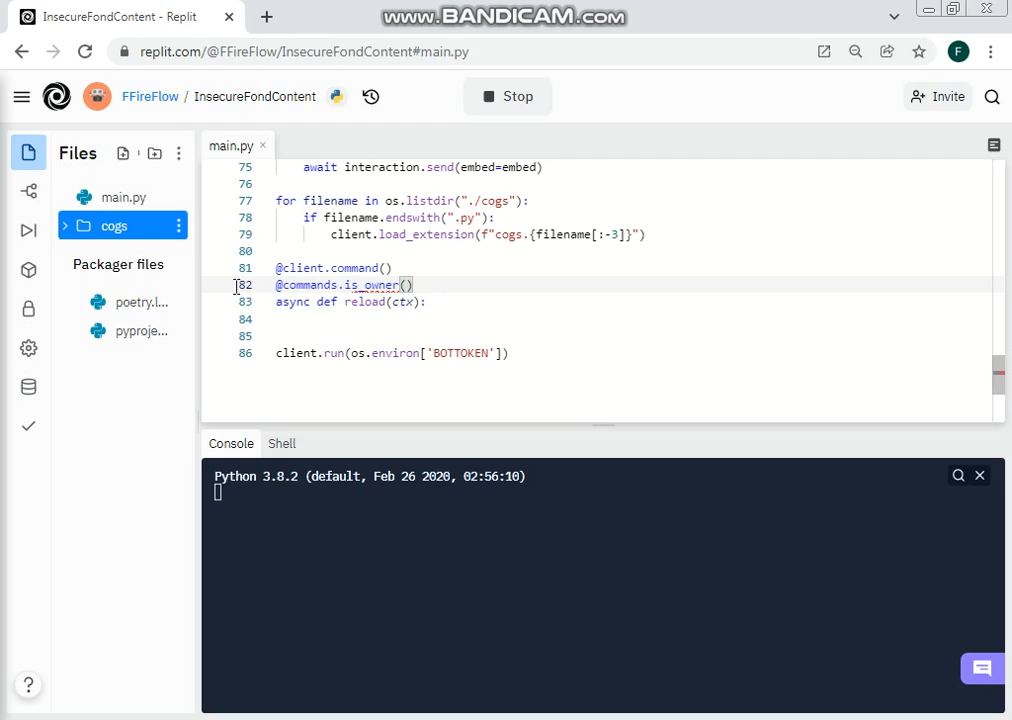 InsecureFondContent - Replit
www.BANDICAM.com
replit.com/@FFireFlow/InsecureFondContent#main.py
F
FFireFlow / InsecureFondContent
Stop
Invite
Files
main.py
cogs
Packager files
poetry.l...
pyproje...
main.py
75 await interaction.send(embed=embed)
76
77 for filename in os.listdir("./cogs"):
78 if filename.endswith(".py"):
79 client.load_extension(f"cogs.{filename[:-3]}")
80
81 @client.command()
82 @commands.is_owner()
83 async def reload(ctx):
84
85
86 client.run(os.environ['BOTTOKEN'])
Console Shell
Python 3.8.2 (default, Feb 26 2020, 02:56:10)
?